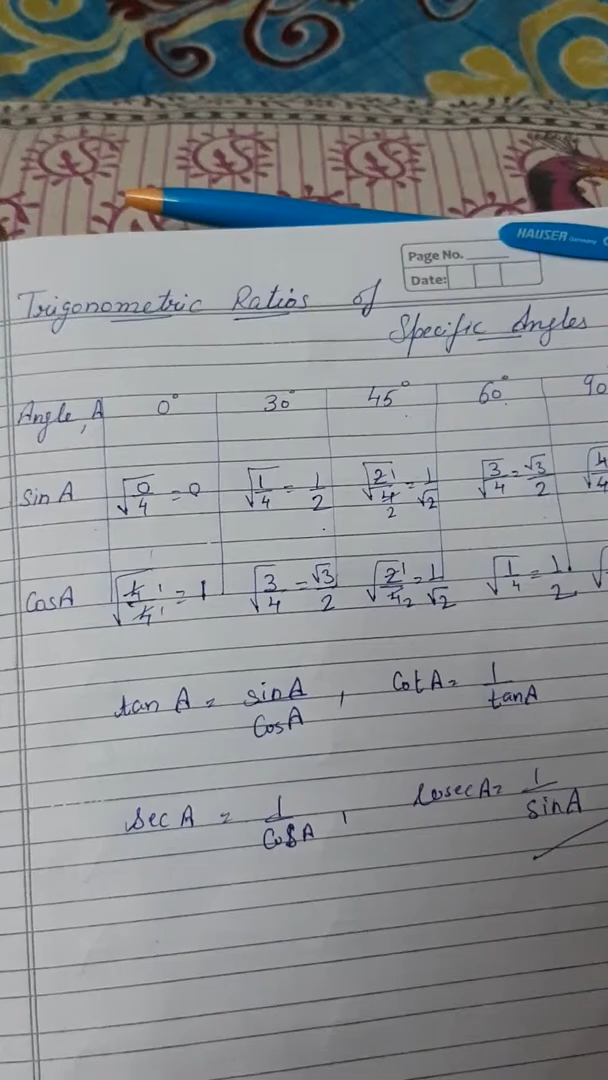 HAUSER Germany
Page No.
Date:
Trigonometric Ratios of
Specific Angles
Angle, A 0° 30° 45° 60° 90
sin A √0/4 = 0 √1/4 = 1/2 √2/4 = 1/√2 √3/4 = √3/2 √4/4
Cos A √4/4 = 1 √3/4 = √3/2 √2/4 = 1/√2 √1/4 = 1/2 √
tan A = sin A/Cos A , Cot A = 1/tan A
Sec A = 1/Cos A , Cosec A = 1/sin A